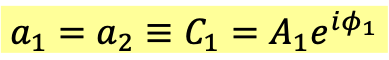 a₁ = a₂ ≡ C₁ = A₁e^{iϕ₁}